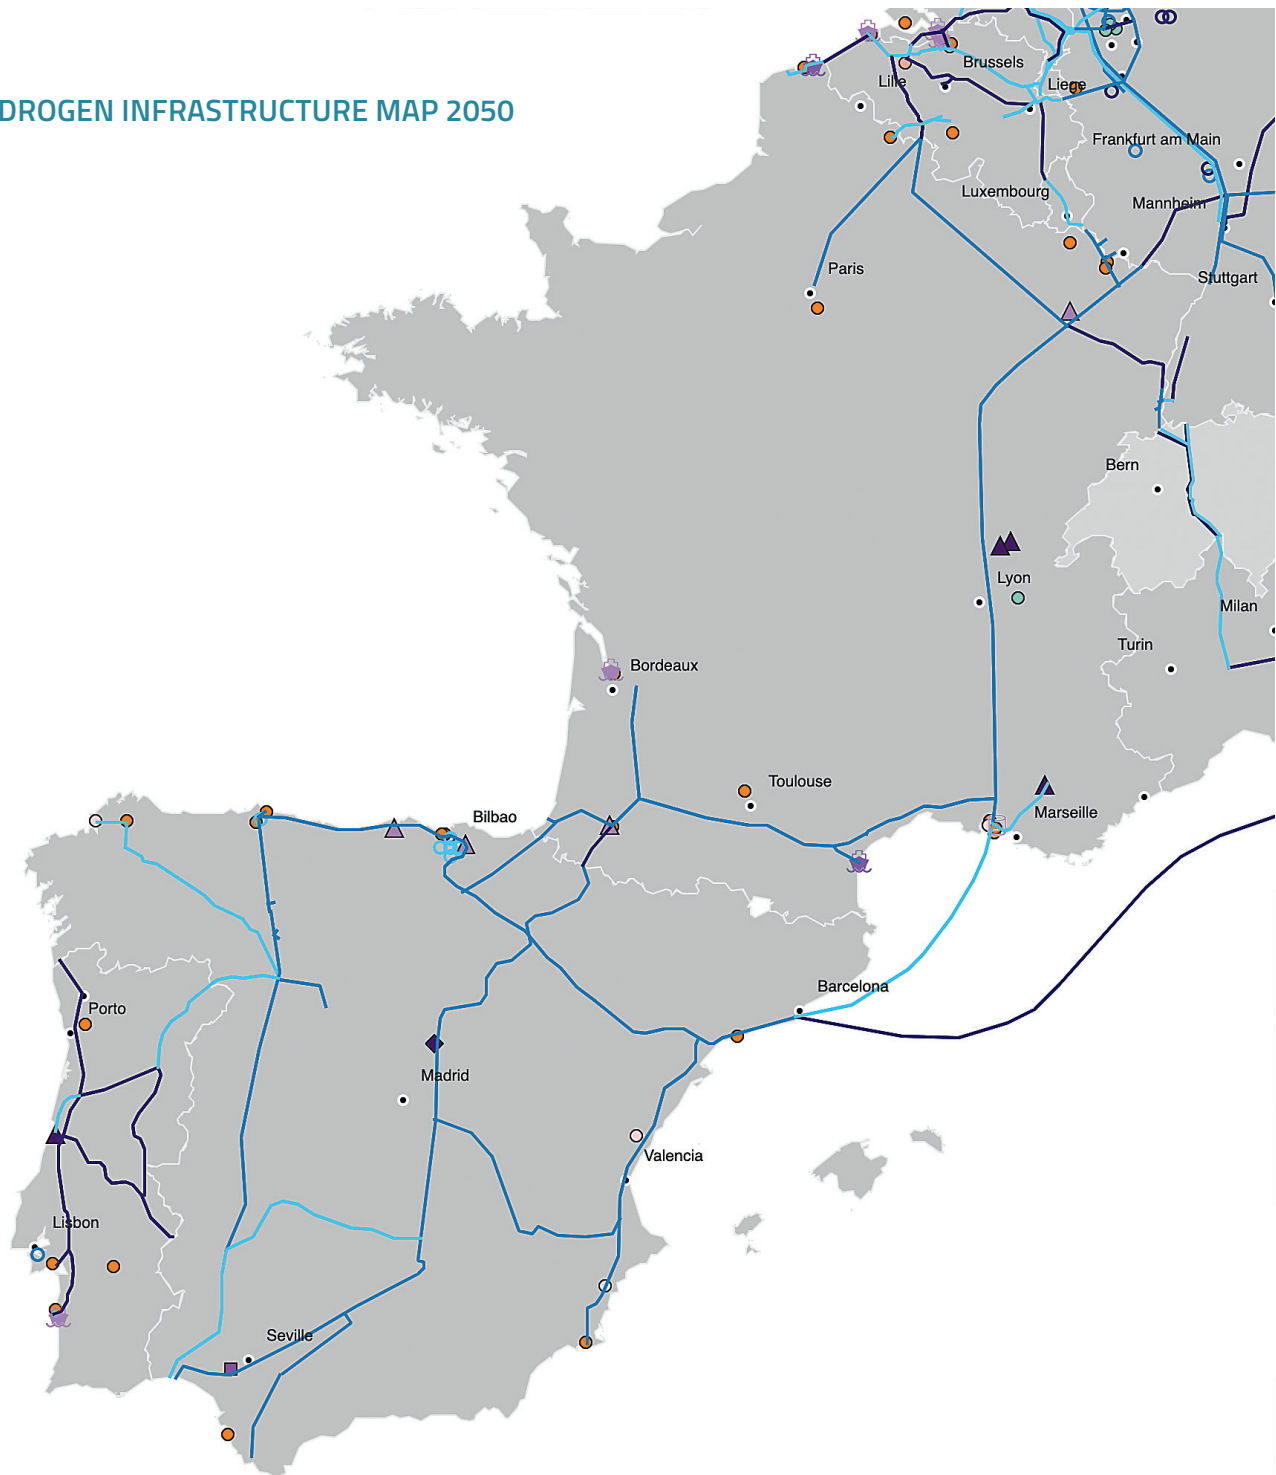 DROGEN INFRASTRUCTURE MAP 2050
Brussels
Lille
Liege
Frankfurt am Main
Luxembourg
Mannheim
Paris
Stuttgart
Bern
Lyon
Milan
Turin
Bordeaux
Toulouse
Marseille
Bilbao
Barcelona
Porto
Madrid
Valencia
Lisbon
Seville